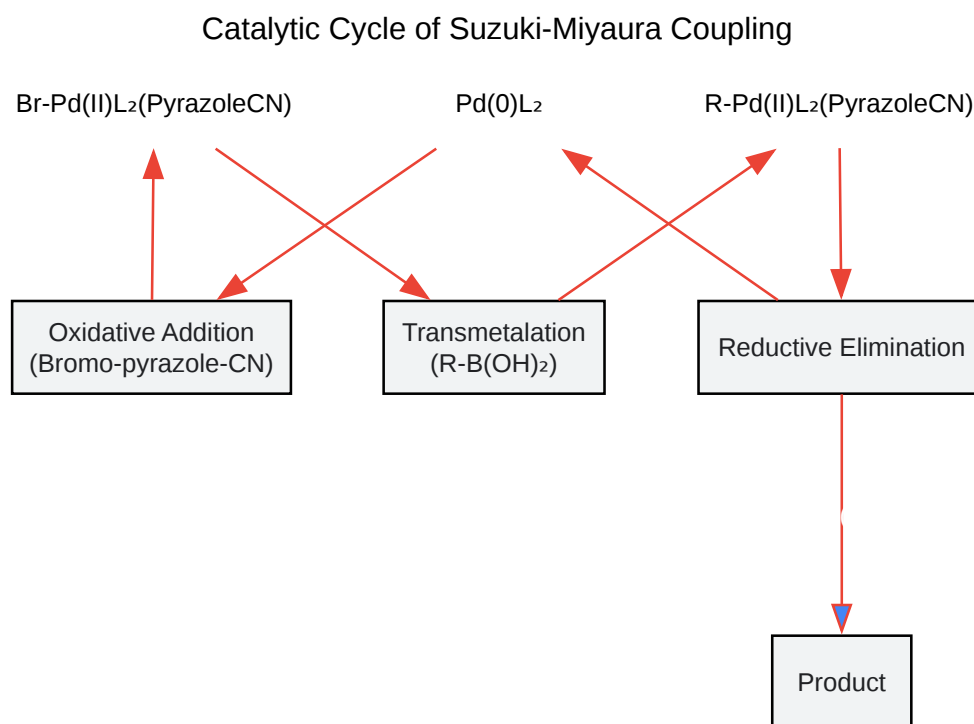 Catalytic Cycle of Suzuki-Miyaura Coupling
Br-Pd(II)L₂(PyrazoleCN)
Pd(0)L₂
R-Pd(II)L₂(PyrazoleCN)
Oxidative Addition
(Bromo-pyrazole-CN)
Transmetalation
(R-B(OH)₂)
Reductive Elimination
Product